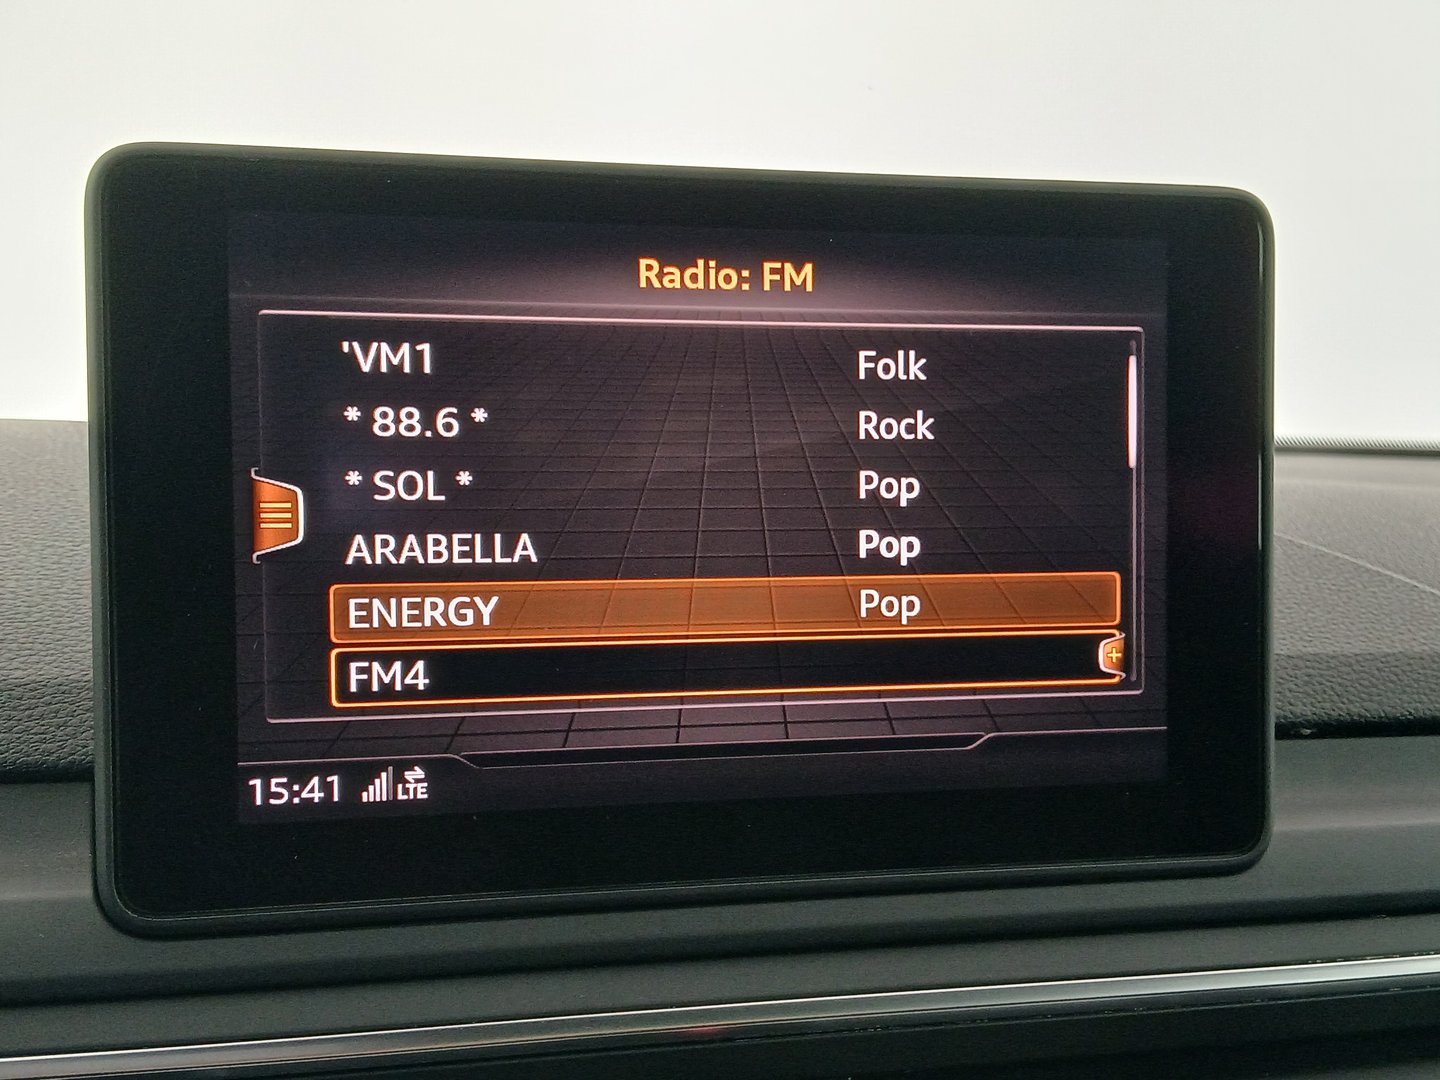 Radio: FM
'VM1 Folk
* 88.6 * Rock
* SOL * Pop
ARABELLA Pop
ENERGY Pop
FM4
15:41 LTE